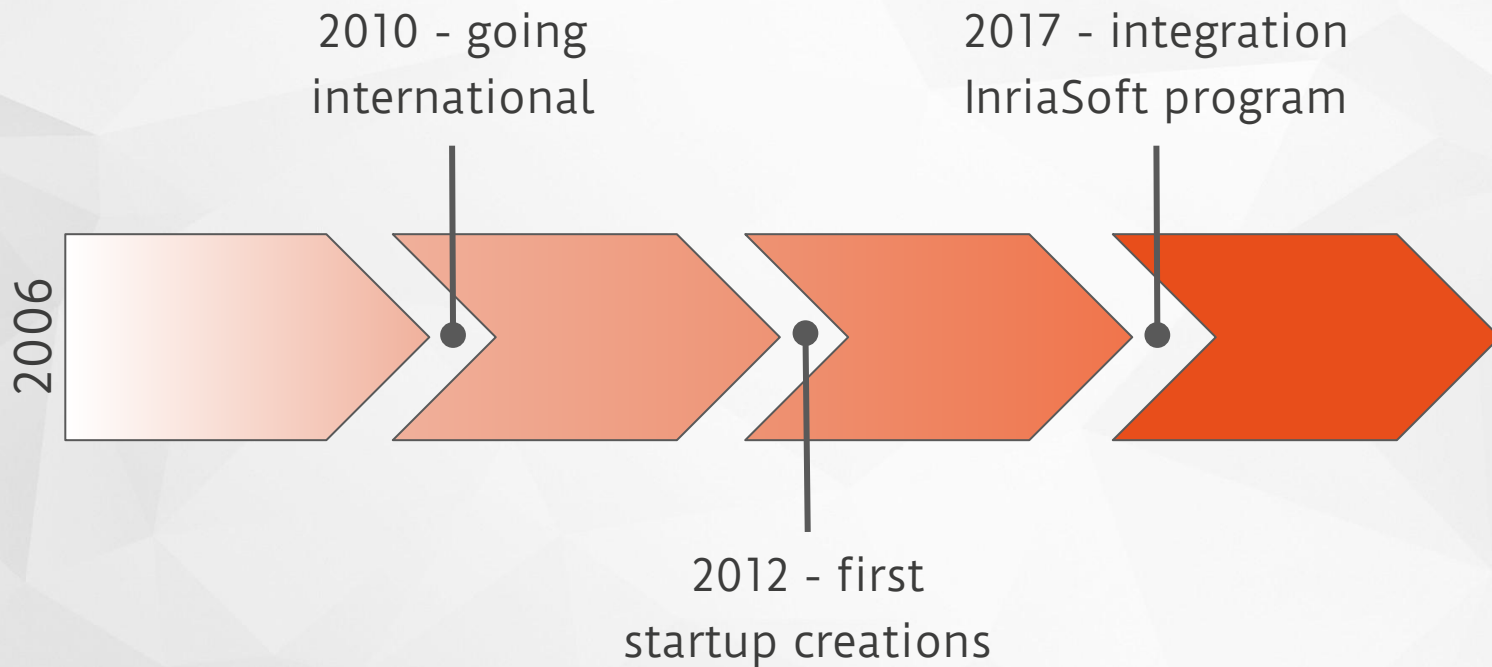 2010 - going
international
2017 - integration
InriaSoft program
2006
2012 - first
startup creations